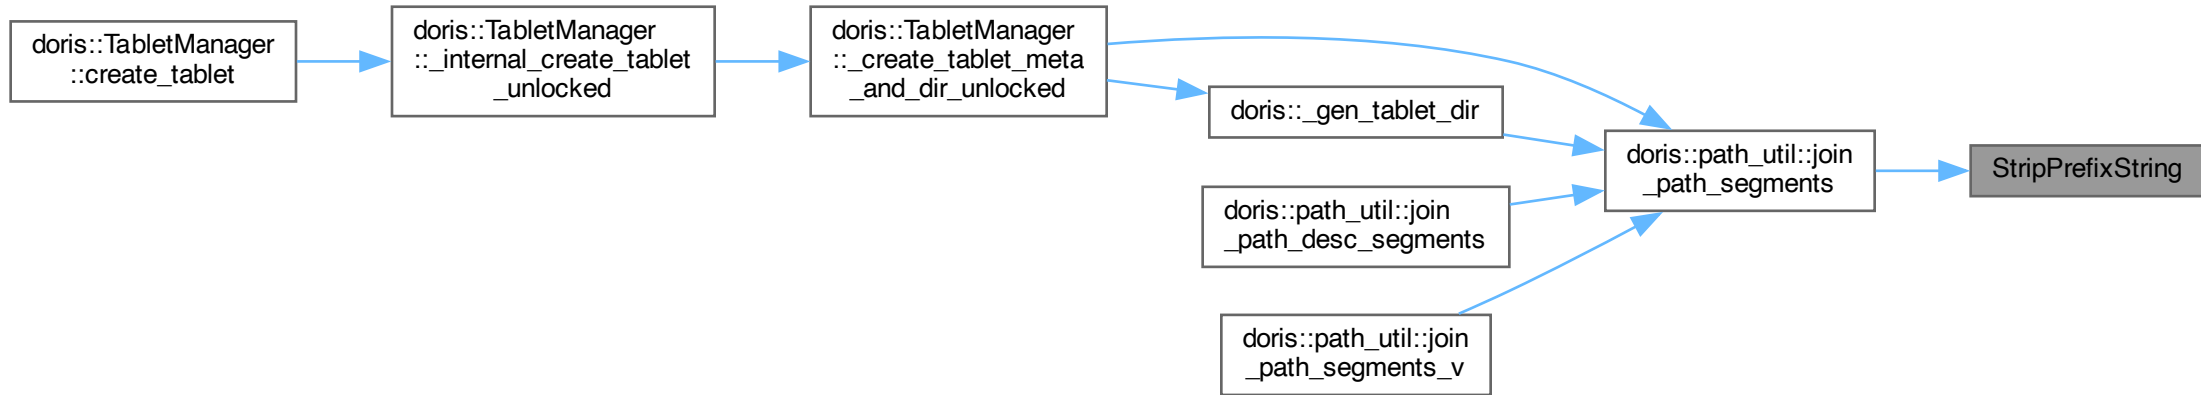 doris::TabletManager
::create_tablet
doris::TabletManager
::_internal_create_tablet
_unlocked
doris::TabletManager
::_create_tablet_meta
_and_dir_unlocked
doris::_gen_tablet_dir
doris::path_util::join
_path_desc_segments
doris::path_util::join
_path_segments_v
doris::path_util::join
_path_segments
StripPrefixString